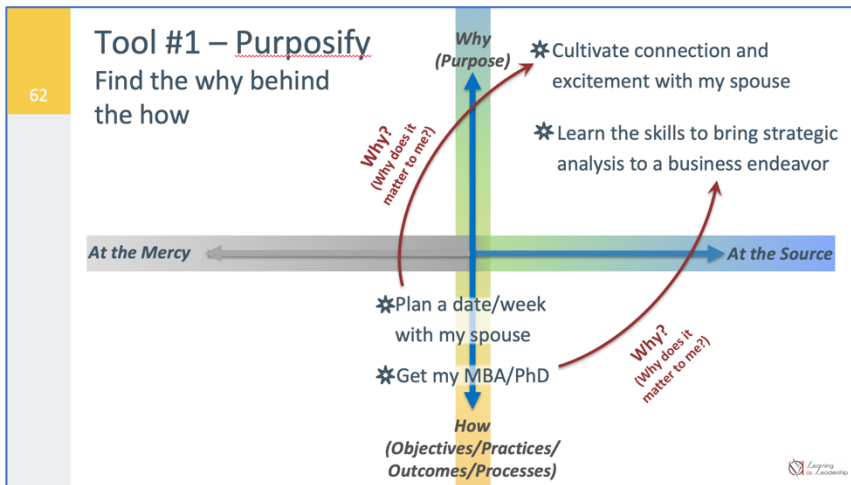 Tool #1 – Purposify
Find the why behind
the how
62
Why
(Purpose)
Cultivate connection and
excitement with my spouse
Learn the skills to bring strategic
analysis to a business endeavor
Why?
(Why does it
matter to me?)
At the Mercy
At the Source
Plan a date/week
with my spouse
Get my MBA/PhD
Why?
(Why does it
matter to me?)
How
(Objectives/Practices/
Outcomes/Processes)
Learning
as Leadership